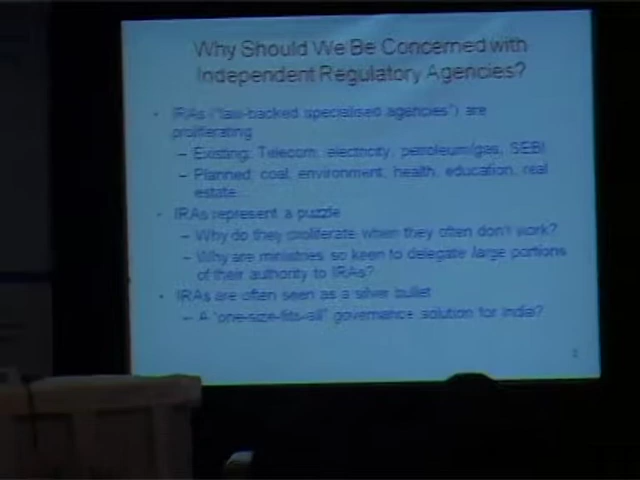 Why Should We Be Concerned with
Independent Regulatory Agencies?
• IRAs ("law-backed specialised agencies") are
proliferating
– Existing: Telecom, electricity, petroleum/gas, SEBI
– Planned: coal, environment, health, education, real
estate
• IRAs represent a puzzle
– Why do they proliferate when they often don't work?
– Why are ministries so keen to delegate large portions
of their authority to IRAs?
• IRAs are often seen as a silver bullet
– A "one-size-fits-all" governance solution for India?
2